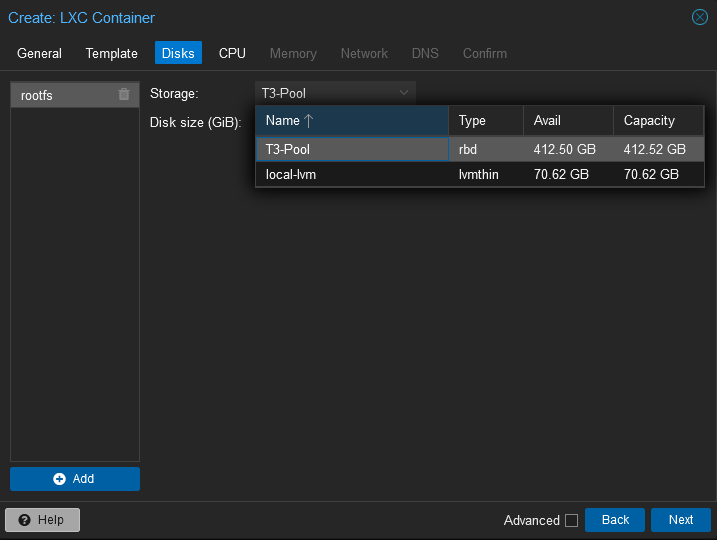 Create: LXC Container
General Template Disks CPU Memory Network DNS Confirm
rootfs
Storage: T3-Pool
Disk size (GiB):
Name Type Avail Capacity
T3-Pool rbd 412.50 GB 412.52 GB
local-lvm lvmthin 70.62 GB 70.62 GB
Add
Help Advanced Back Next